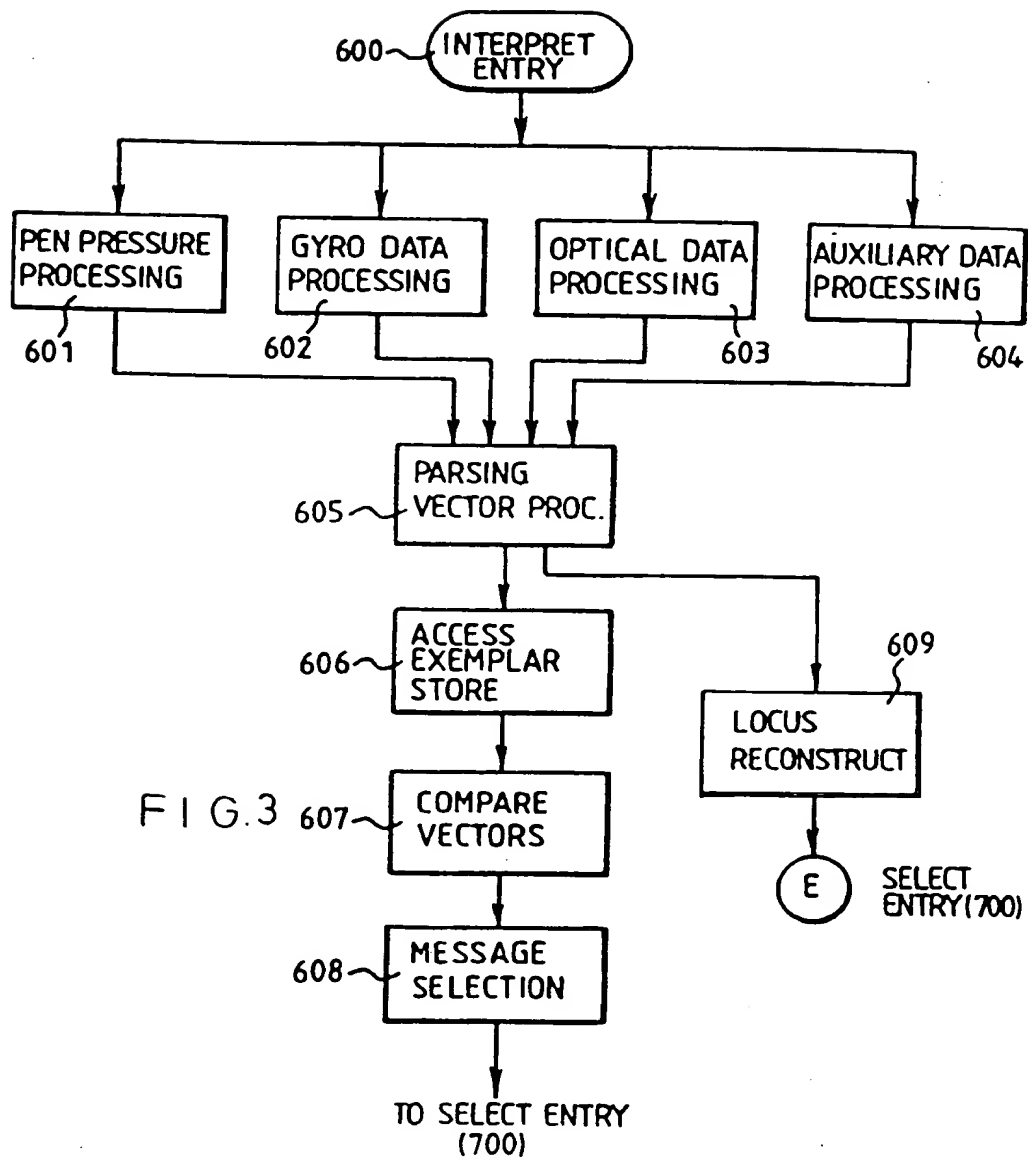 600
INTERPRET
ENTRY
PEN PRESSURE
PROCESSING
601
GYRO DATA
PROCESSING
602
OPTICAL DATA
PROCESSING
603
AUXILIARY DATA
PROCESSING
604
PARSING
VECTOR PROC.
605
ACCESS
EXEMPLAR
STORE
606
609
LOCUS
RECONSTRUCT
FIG.3
607
COMPARE
VECTORS
E
SELECT
ENTRY(700)
608
MESSAGE
SELECTION
TO SELECT ENTRY
(700)